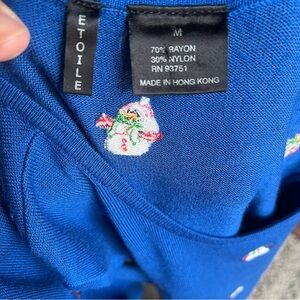 ETOILE
M
70% RAYON
30% NYLON
RN 93751
MADE IN HONG KONG